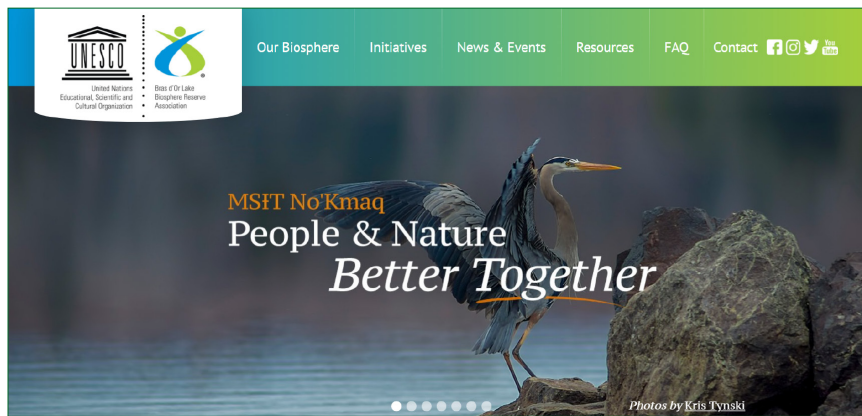 UNESCO
United Nations
Educational, Scientific and
Cultural Organization
Bras d'Or Lake
Biosphere Reserve
Association
Our Biosphere
Initiatives
News & Events
Resources
FAQ
Contact
You
Tube
MSɨT No'Kmaq
People & Nature
Better Together
Photos by Kris Tynski